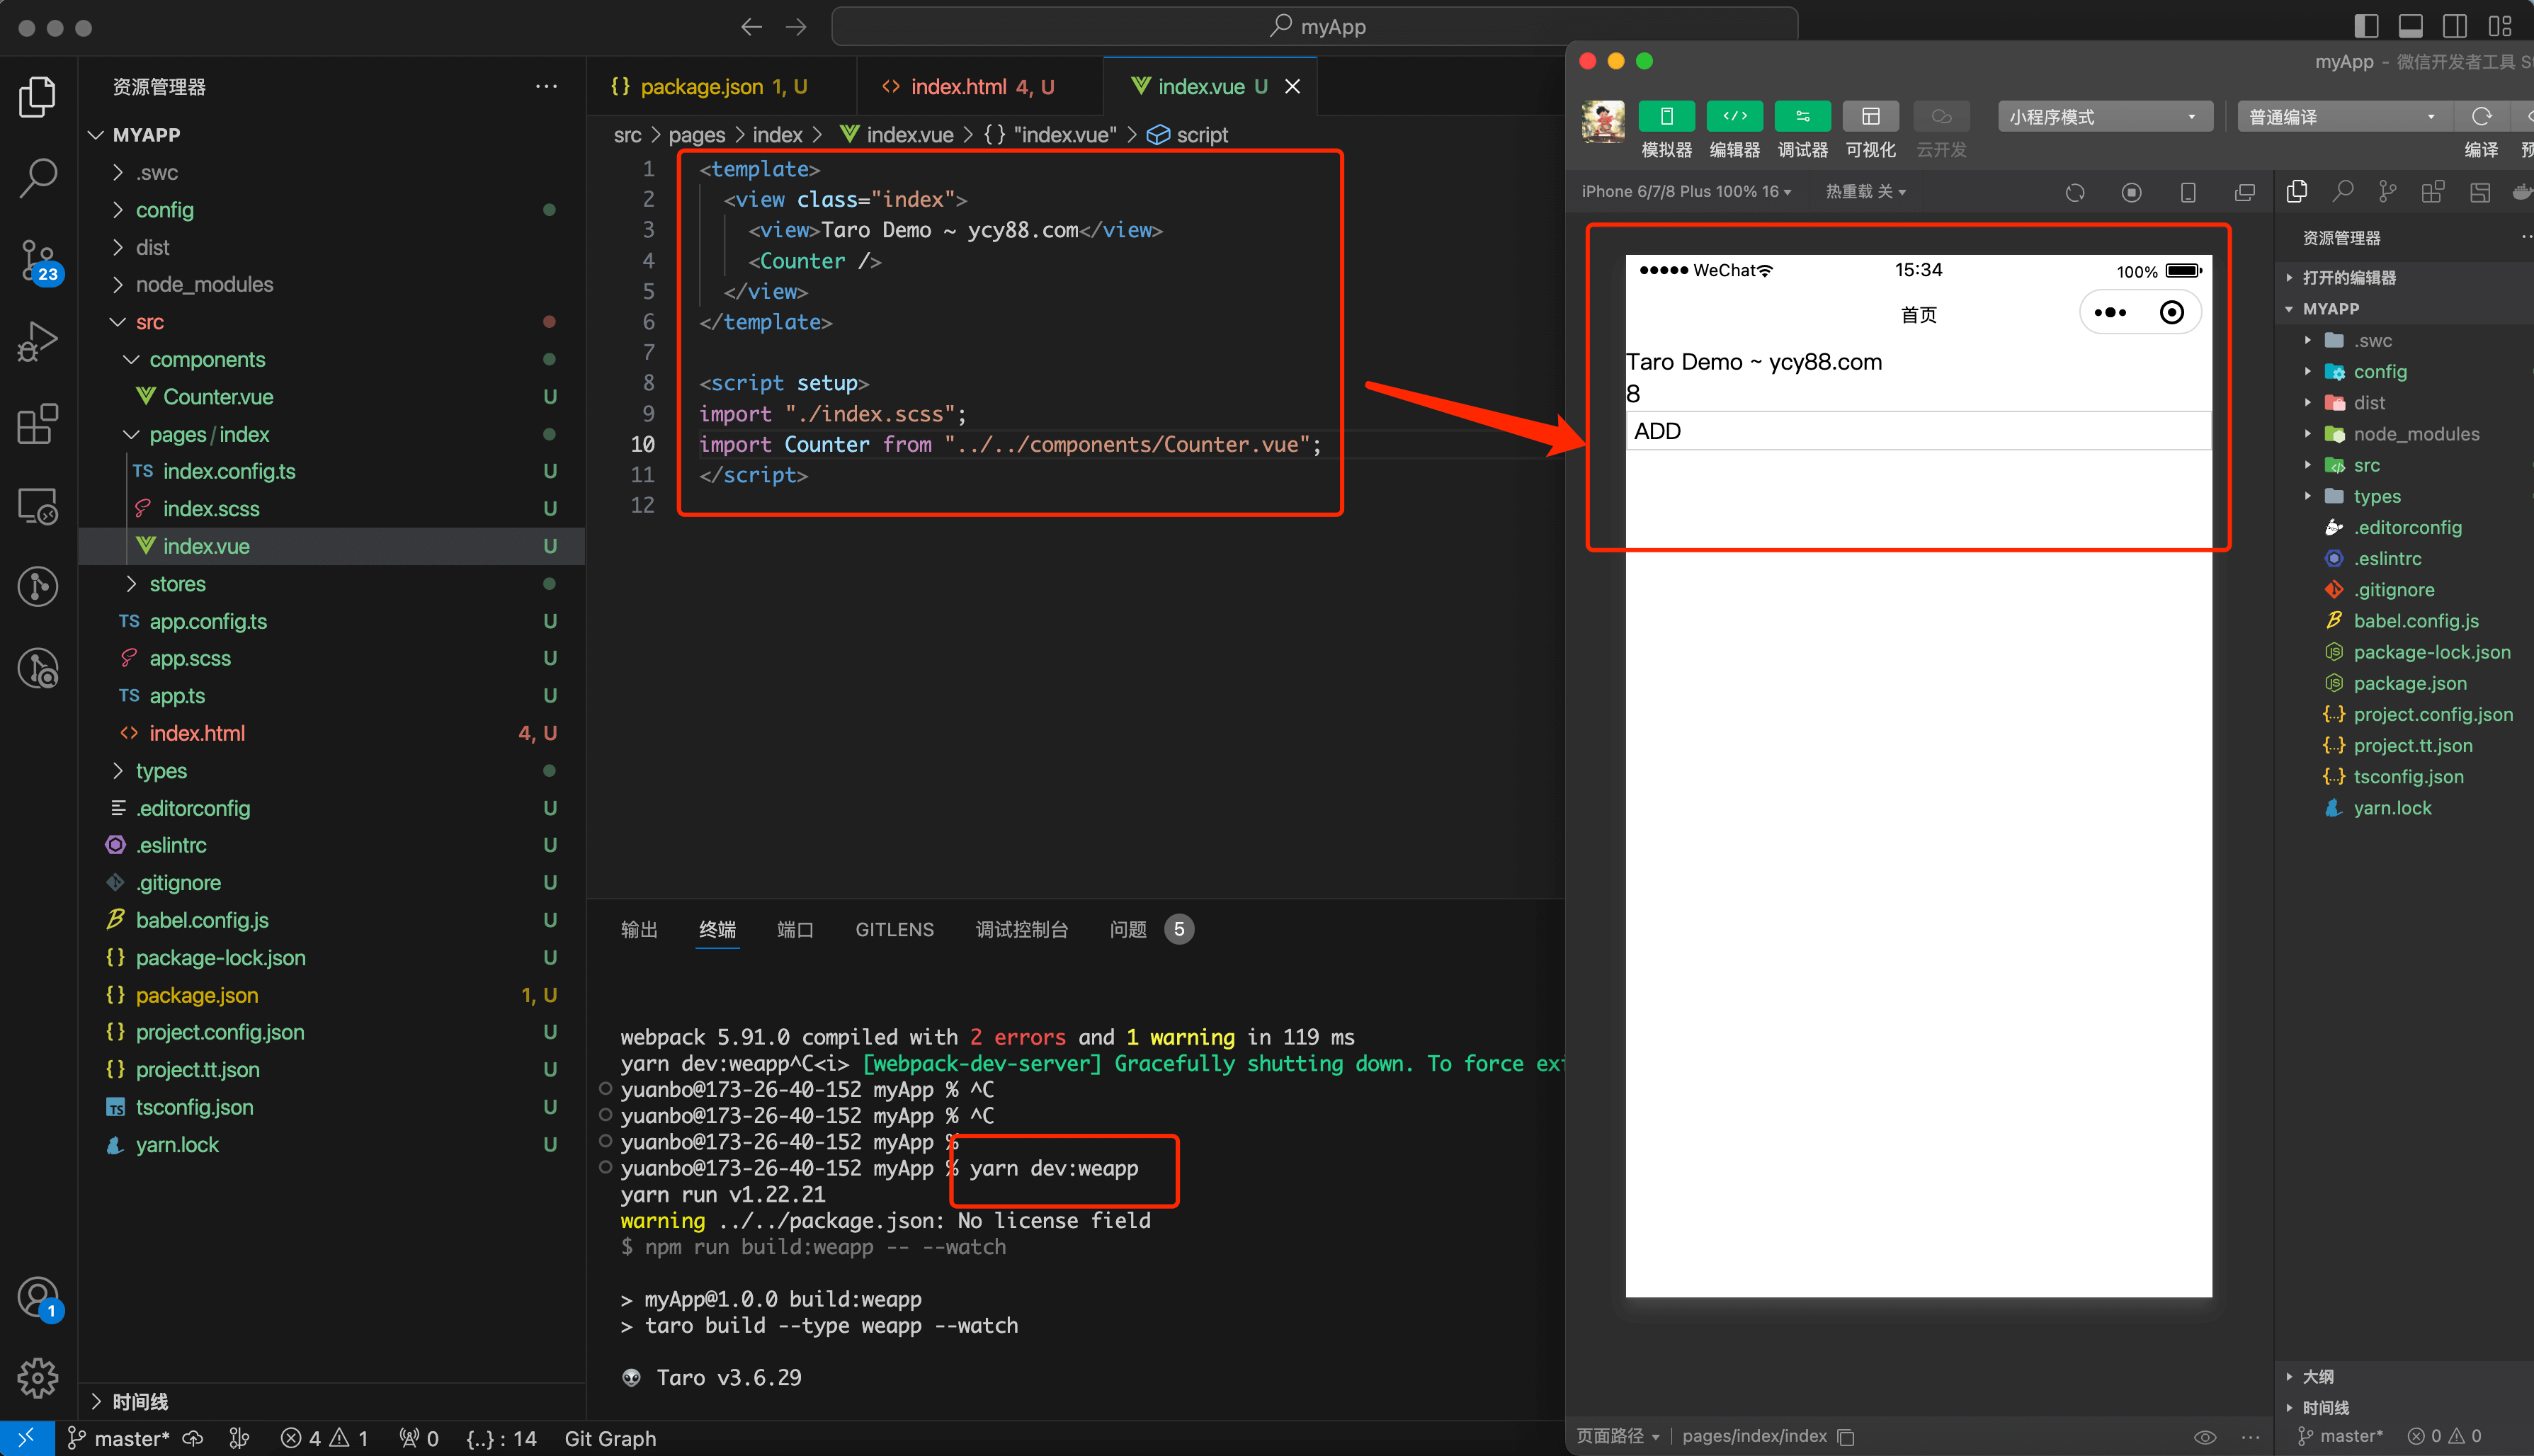 myApp
资源管理器
MYAPP
.swc
config
dist
node_modules
src
components
Counter.vue U
pages/index
TS index.config.ts U
index.scss U
index.vue U
stores
TS app.config.ts U
app.scss U
TS app.ts U
index.html 4, U
types
.editorconfig U
.eslintrc U
.gitignore U
babel.config.js U
package-lock.json U
package.json 1, U
project.config.json U
project.tt.json U
tsconfig.json U
yarn.lock U
时间线
23
1
package.json 1, U
index.html 4, U
index.vue U
src > pages > index > index.vue > {} "index.vue" > script
1 <template>
2 <view class="index">
3 <view>Taro Demo ~ ycy88.com</view>
4 <Counter />
5 </view>
6 </template>
7
8 <script setup>
9 import "./index.scss";
10 import Counter from "../../components/Counter.vue";
11 </script>
12
输出 终端 端口 GITLENS 调试控制台 问题 5
webpack 5.91.0 compiled with 2 errors and 1 warning in 119 ms
yarn dev:weapp^C<i> [webpack-dev-server] Gracefully shutting down. To force exi
yuanbo@173-26-40-152 myApp % ^C
yuanbo@173-26-40-152 myApp % ^C
yuanbo@173-26-40-152 myApp %
yuanbo@173-26-40-152 myApp % yarn dev:weapp
yarn run v1.22.21
warning ../../package.json: No license field
$ npm run build:weapp -- --watch
> myApp@1.0.0 build:weapp
> taro build --type weapp --watch
Taro v3.6.29
master* 4 1 0 {..} : 14 Git Graph
myApp - 微信开发者工具 S
模拟器 编辑器 调试器 可视化 云开发
小程序模式
普通编译
编译
iPhone 6/7/8 Plus 100% 16
热重载 关
WeChat
15:34
100%
首页
Taro Demo ~ ycy88.com
8
ADD
资源管理器
打开的编辑器
MYAPP
.swc
config
dist
node_modules
src
types
.editorconfig
.eslintrc
.gitignore
babel.config.js
package-lock.json
package.json
project.config.json
project.tt.json
tsconfig.json
yarn.lock
大纲
时间线
页面路径 pages/index/index
master* 0 0